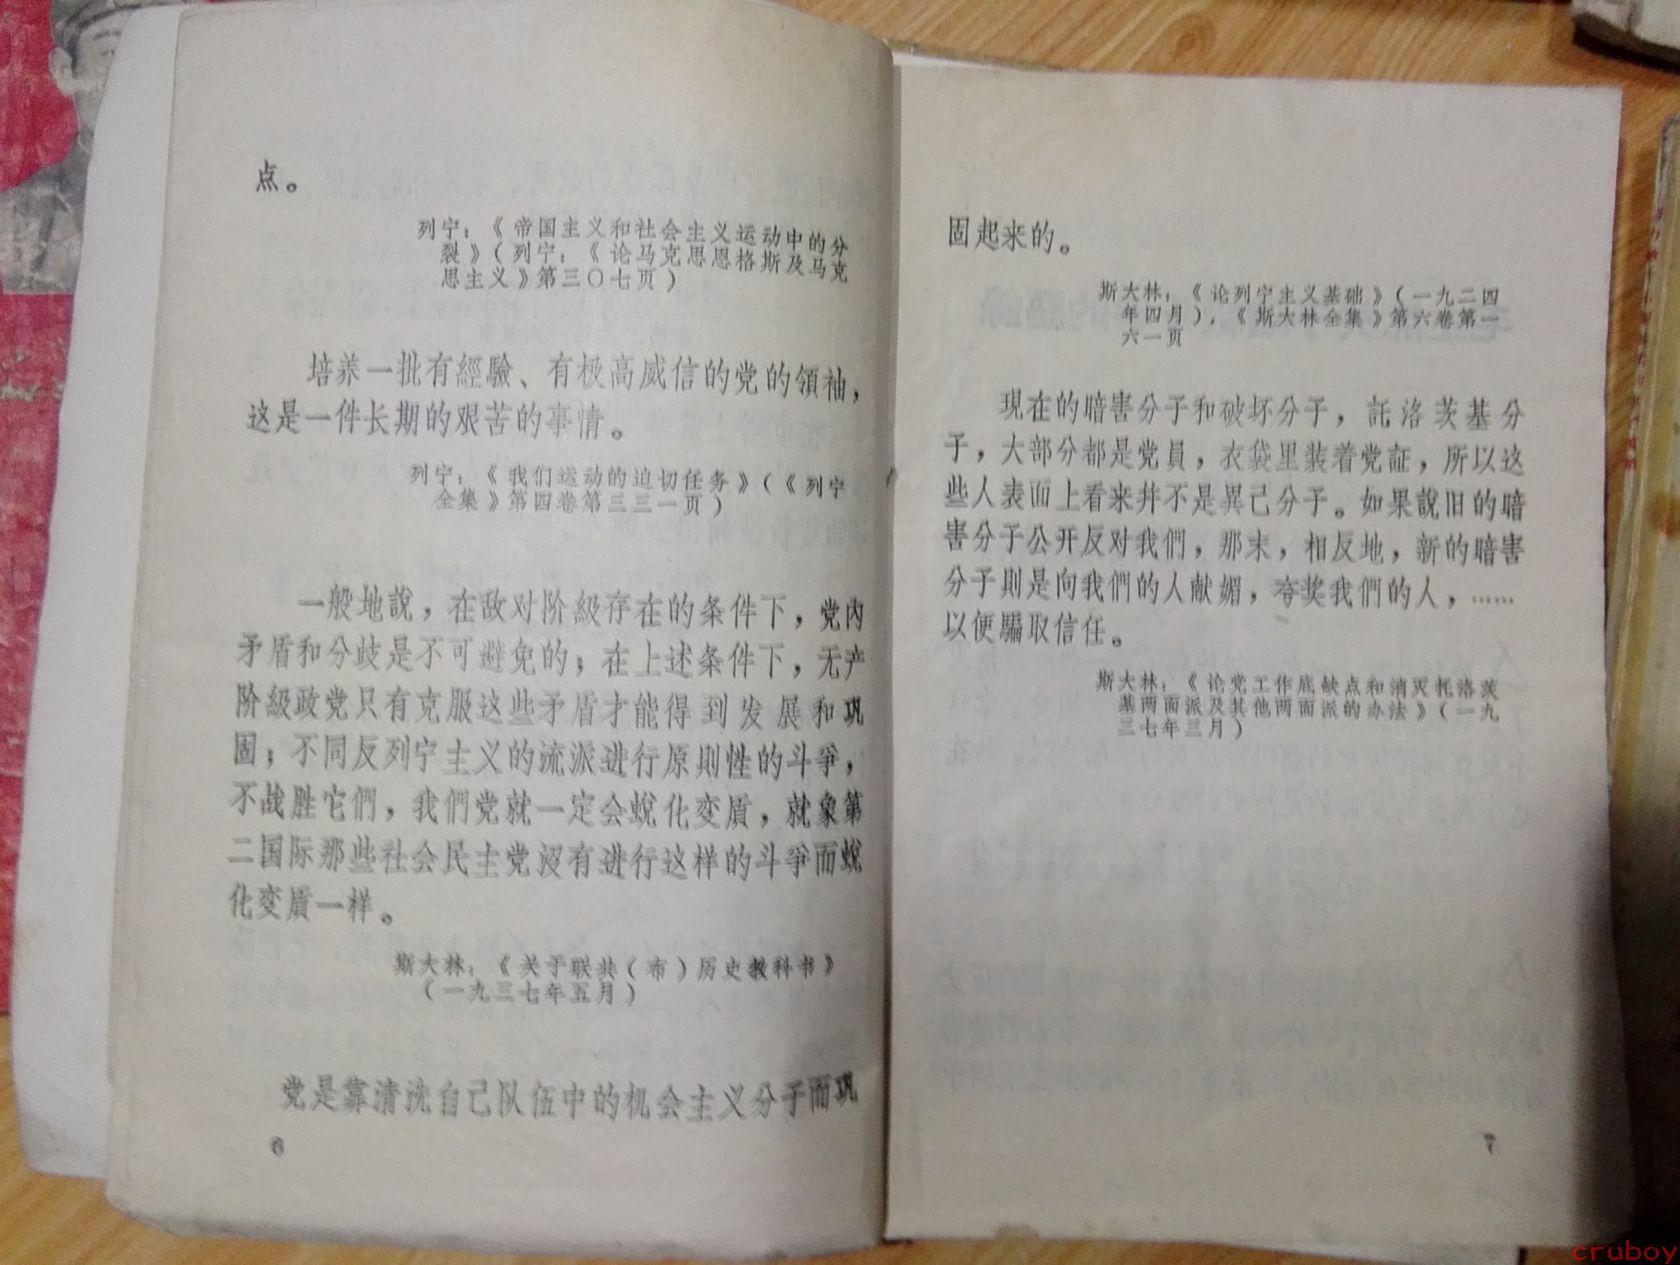 点。
列宁：《帝国主义和社会主义运动中的分
裂》（列宁：《论马克思恩格斯及马克
思主义》第三〇七页）
培养一批有經驗、有极高威信的党的領袖，
这是一件长期的艰苦的事情。
列宁：《我们运动的迫切任务》（《列宁
全集》第四卷第三三一页）
一般地說，在敌对阶級存在的条件下，党內
矛盾和分歧是不可避免的；在上述条件下，无产
阶級政党只有克服这些矛盾才能得到发展和巩
固；不同反列宁主义的流派进行原則性的斗爭，
不战胜它們，我們党就一定会蛻化变质，就象第
二国际那些社会民主党沒有进行这样的斗爭而蛻
化变质一样。
斯大林：《关于联共（布）历史教科书》
（一九三七年五月）
党是靠清洗自己队伍中的机会主义分子而巩
6
固起来的。
斯大林：《论列宁主义基础》（一九二四
年四月），《斯大林全集》第六卷第一
六一页
現在的暗害分子和破坏分子，託洛茨基分
子，大部分都是党員，衣袋里装着党証，所以这
些人表面上看来幷不是異己分子。如果說旧的暗
害分子公开反对我們，那末，相反地，新的暗害
分子則是向我們的人献媚，夸奖我們的人，……
以便騙取信任。
斯大林：《论党工作底缺点和消灭托洛茨
基两面派及其他两面派的办法》（一九
三七年三月）
7
cruboy